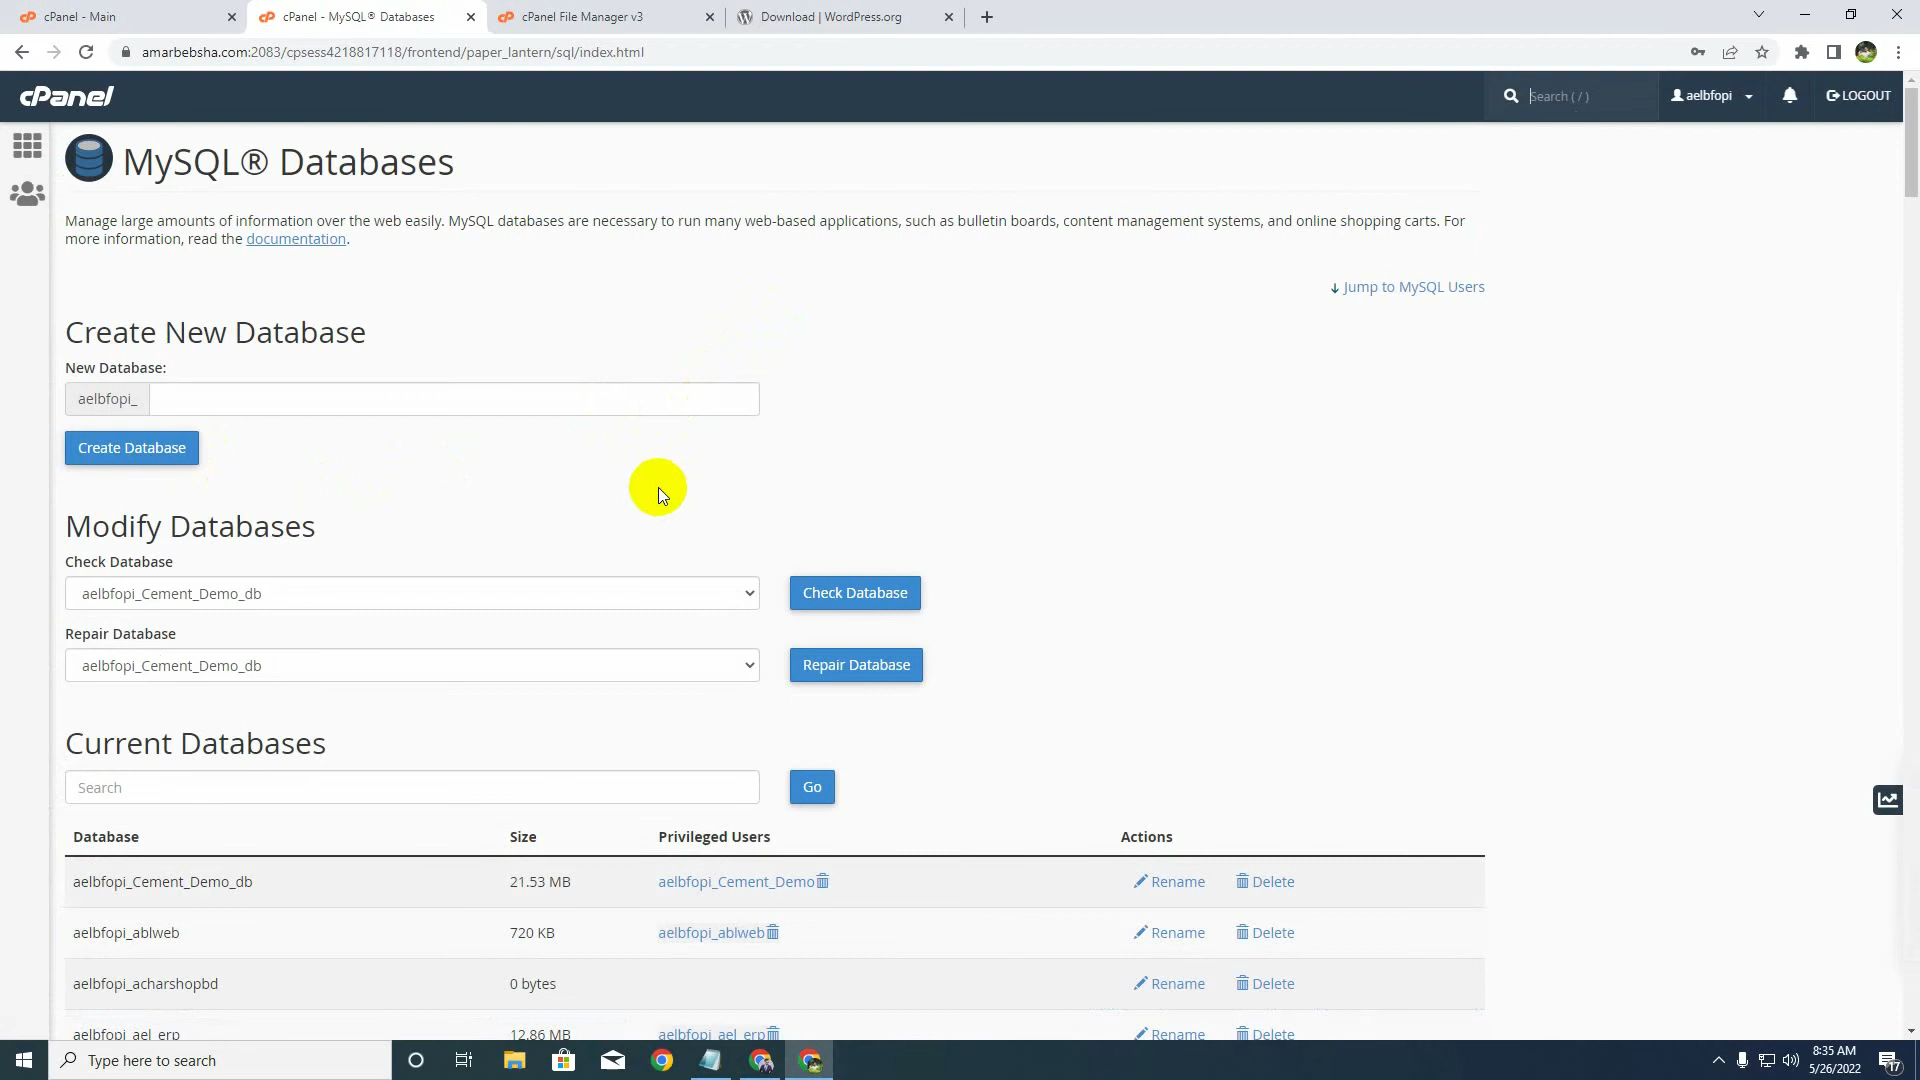 cPanel - Main
cPanel - MySQL® Databases
cPanel File Manager v3
Download | WordPress.org
amarbebsha.com:2083/cpsess4218817118/frontend/paper_lantern/sql/index.html
cPanel
Search ( / )
aelbfopi
LOGOUT
MySQL® Databases
Manage large amounts of information over the web easily. MySQL databases are necessary to run many web-based applications, such as bulletin boards, content management systems, and online shopping carts. For
more information, read the documentation.
Jump to MySQL Users
Create New Database
New Database:
aelbfopi_
Create Database
Modify Databases
Check Database
aelbfopi_Cement_Demo_db
Check Database
Repair Database
aelbfopi_Cement_Demo_db
Repair Database
Current Databases
Search
Go
Database Size Privileged Users Actions
aelbfopi_Cement_Demo_db 21.53 MB aelbfopi_Cement_Demo Rename Delete
aelbfopi_ablweb 720 KB aelbfopi_ablweb Rename Delete
aelbfopi_acharshopbd 0 bytes Rename Delete
aelbfopi_ael_erp 12.86 MB aelbfopi_ael_erp Rename Delete
Type here to search
8:35 AM
5/26/2022
17